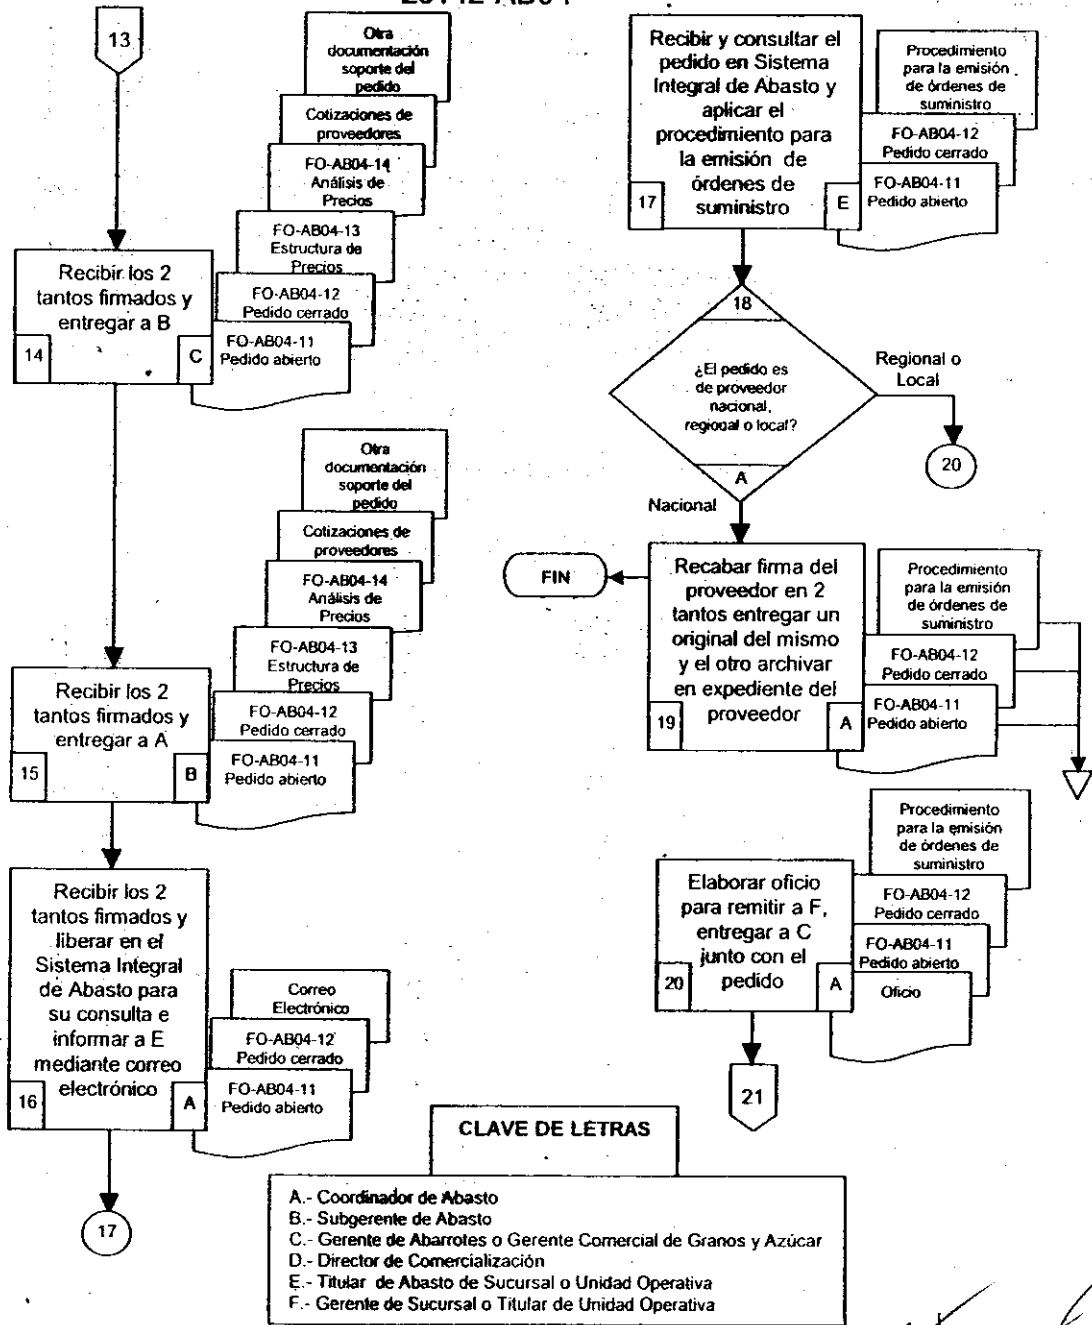 13
Otra
documentación
soporte del
pedido
Cotizaciones de
proveedores
FO-AB04-14
Análisis de
Precios
FO-AB04-13
Estructura de
Precios
FO-AB04-12
Pedido cerrado
FO-AB04-11
Pedido abierto
Recibir los 2
tantos firmados y
entregar a B
14
C
Otra
documentación
soporte del
pedido
Cotizaciones de
proveedores
FO-AB04-14
Análisis de
Precios
FO-AB04-13
Estructura de
Precios
FO-AB04-12
Pedido cerrado
FO-AB04-11
Pedido abierto
Recibir los 2
tantos firmados y
entregar a A
15
B
Recibir los 2
tantos firmados y
liberar en el
Sistema Integral
de Abasto para
su consulta e
informar a E
mediante correo
electrónico
16
A
Correo
Electrónico
FO-AB04-12
Pedido cerrado
FO-AB04-11
Pedido abierto
17
Recibir y consultar el
pedido en Sistema
Integral de Abasto y
aplicar el
procedimiento para
la emisión de
órdenes de
suministro
17
E
Procedimiento
para la emisión
de órdenes de
suministro
FO-AB04-12
Pedido cerrado
FO-AB04-11
Pedido abierto
18
¿El pedido es
de proveedor
nacional,
regional o local?
A
Regional o
Local
20
Nacional
FIN
Recabar firma del
proveedor en 2
tantos entregar un
original del mismo
y el otro archivar
en expediente del
proveedor
19
A
Procedimiento
para la emisión
de órdenes de
suministro
FO-AB04-12
Pedido cerrado
FO-AB04-11
Pedido abierto
Elaborar oficio
para remitir a F,
entregar a C
junto con el
pedido
20
A
Procedimiento
para la emisión
de órdenes de
suministro
FO-AB04-12
Pedido cerrado
FO-AB04-11
Pedido abierto
Oficio
21
CLAVE DE LETRAS
A.- Coordinador de Abasto
B.- Subgerente de Abasto
C.- Gerente de Abarrotes o Gerente Comercial de Granos y Azúcar
D.- Director de Comercialización
E.- Titular de Abasto de Sucursal o Unidad Operativa
F.- Gerente de Sucursal o Titular de Unidad Operativa